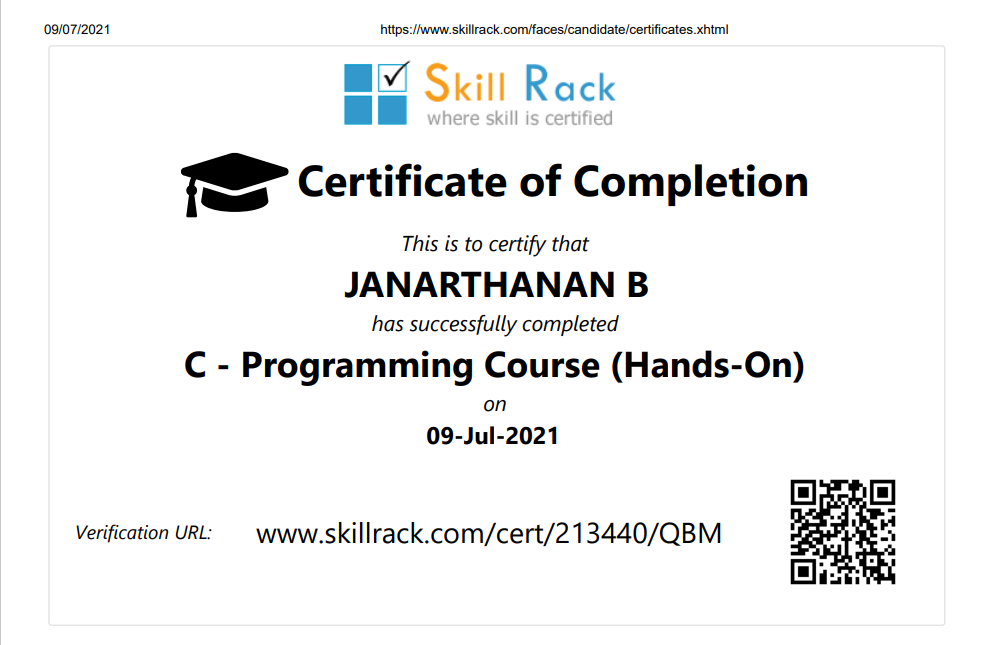 09/07/2021 https://www.skillrack.com/faces/candidate/certificates.xhtml
Skill Rack
where skill is certified
Certificate of Completion
This is to certify that
JANARTHANAN B
has successfully completed
C - Programming Course (Hands-On)
on
09-Jul-2021
Verification URL: www.skillrack.com/cert/213440/QBM